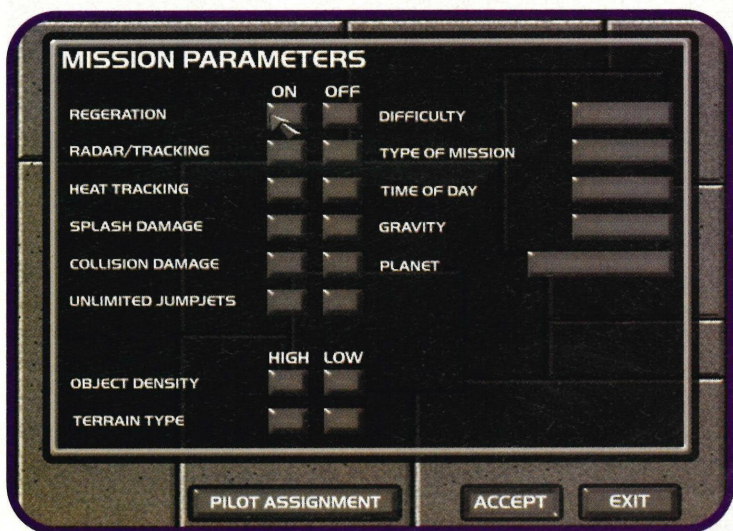 MISSION PARAMETERS
ON OFF
REGERATION
RADAR/TRACKING
HEAT TRACKING
SPLASH DAMAGE
COLLISION DAMAGE
UNLIMITED JUMPJETS
HIGH LOW
OBJECT DENSITY
TERRAIN TYPE
DIFFICULTY
TYPE OF MISSION
TIME OF DAY
GRAVITY
PLANET
PILOT ASSIGNMENT
ACCEPT
EXIT